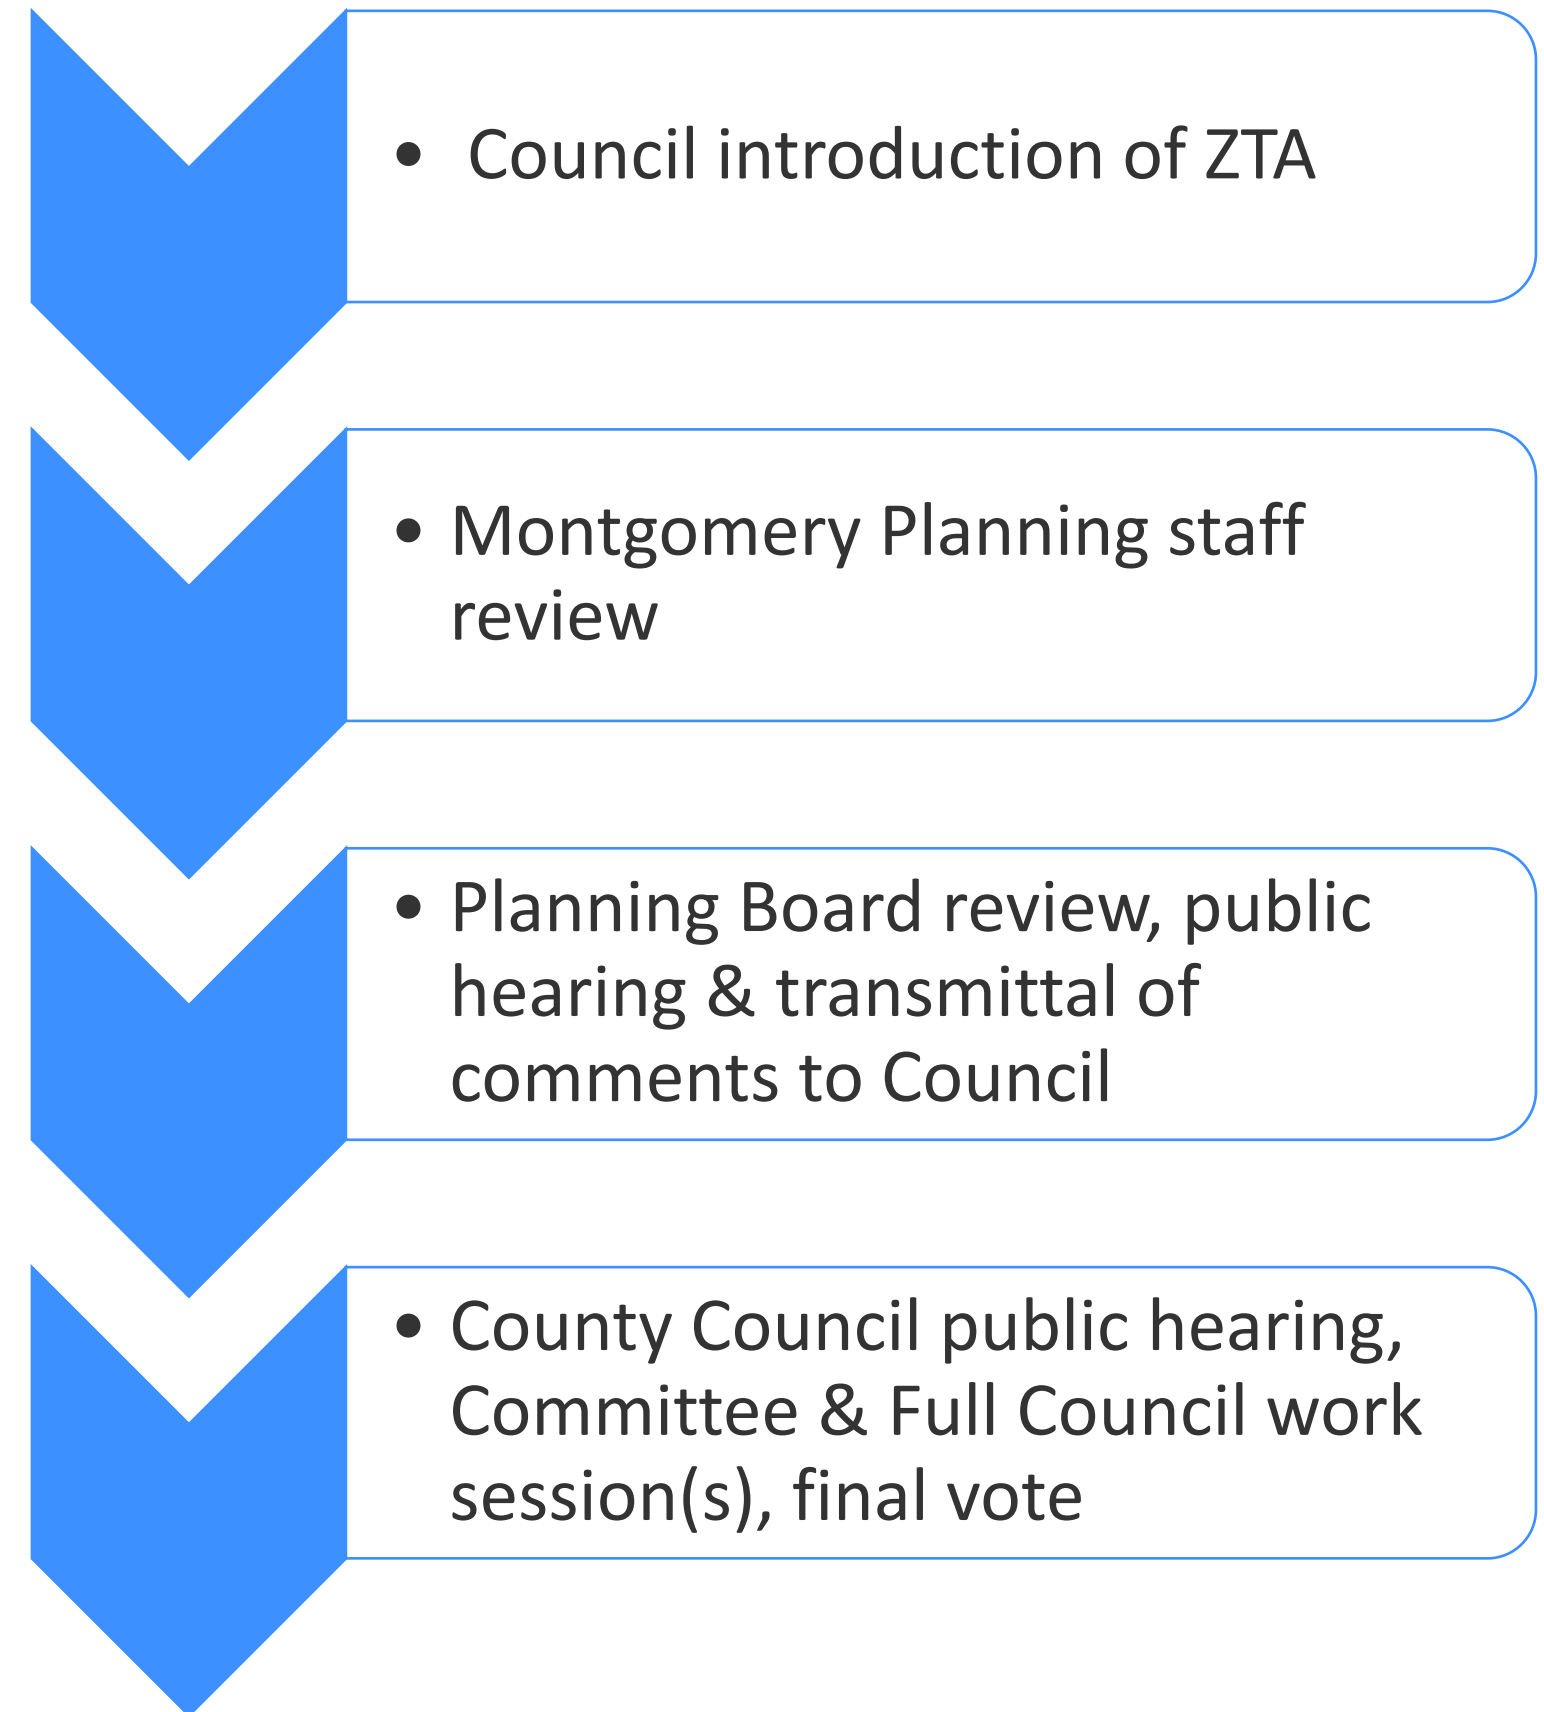 • Council introduction of ZTA
• Montgomery Planning staff
review
• Planning Board review, public
hearing & transmittal of
comments to Council
• County Council public hearing,
Committee & Full Council work
session(s), final vote